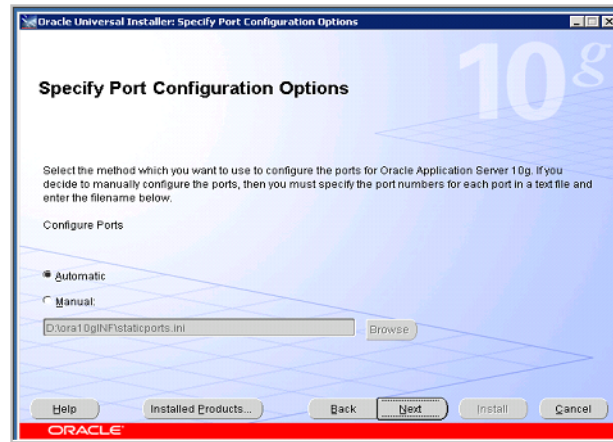 Oracle Universal Installer: Specify Port Configuration Options
10g
Specify Port Configuration Options
Select the method which you want to use to configure the ports for Oracle Application Server 10g. If you
decide to manually configure the ports, then you must specify the port numbers for each port in a text file and
enter the filename below.
Configure Ports
Automatic
Manual:
D:\ora10gINF\staticports.ini
Browse
Help
Installed Products...
Back
Next
Install
Cancel
ORACLE